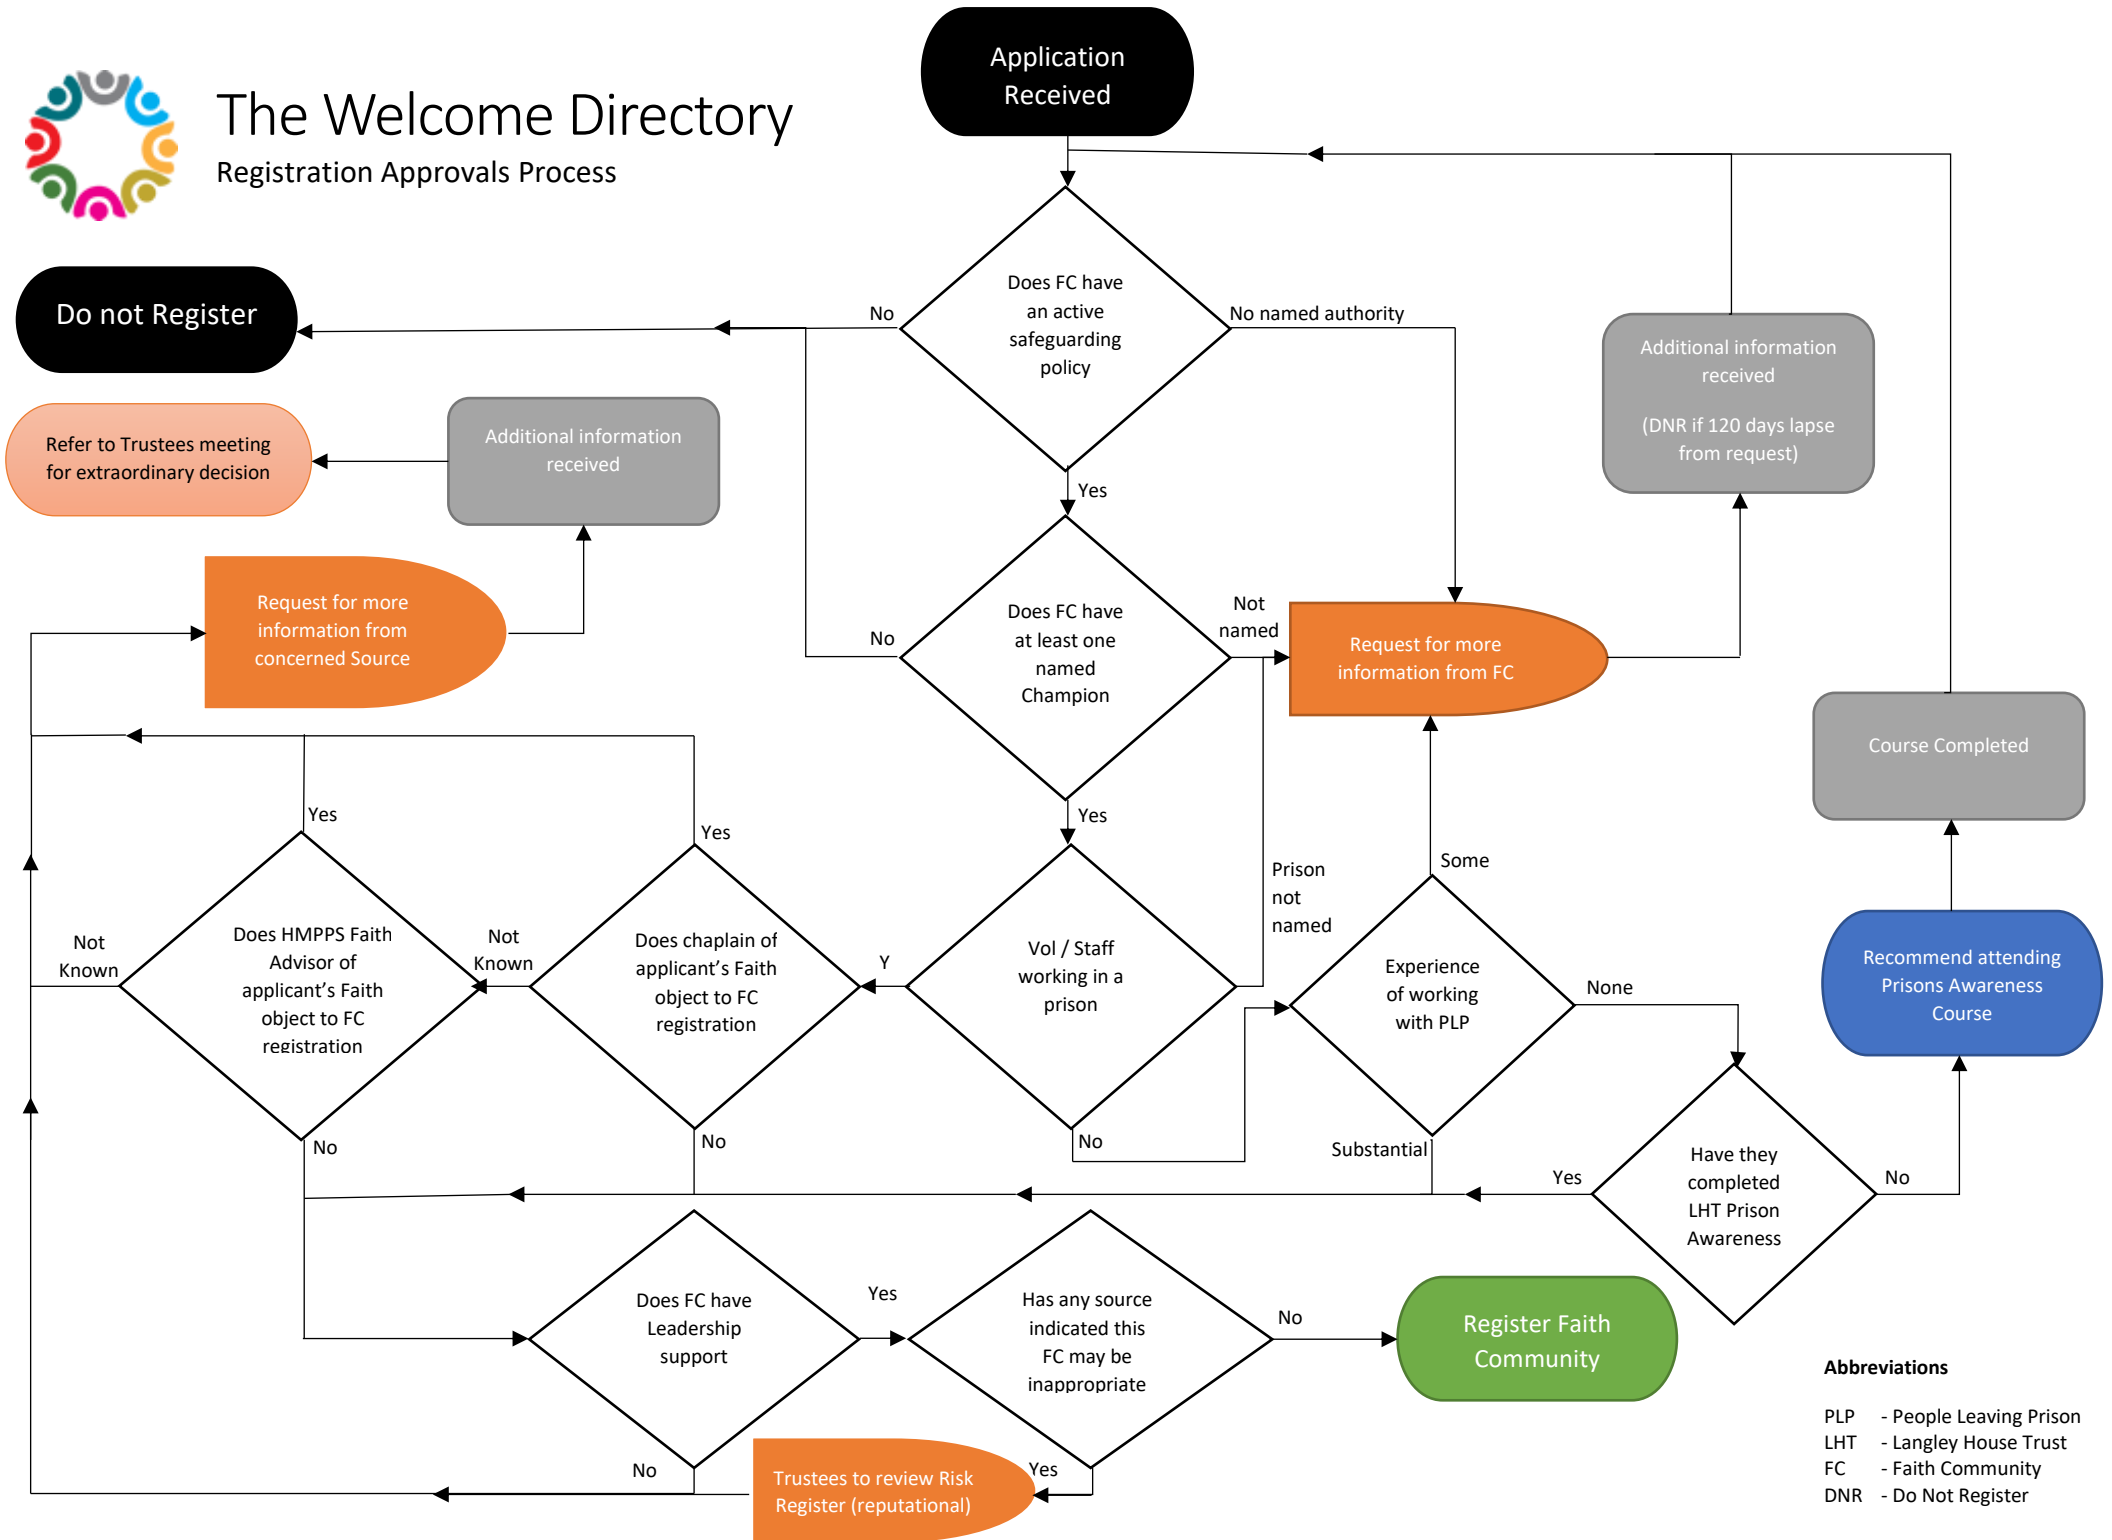 The Welcome Directory
Registration Approvals Process
Application
Received
Do not Register
No
Does FC have
an active
safeguarding
policy
No named authority
Additional information
received
(DNR if 120 days lapse
from request)
Refer to Trustees meeting
for extraordinary decision
Additional information
received
Yes
Request for more
information from
concerned Source
No
Does FC have
at least one
named
Champion
Not
named
Request for more
information from FC
Course Completed
Yes
Yes
Yes
Some
Prison
not
named
Not
Known
Does HMPPS Faith
Advisor of
applicant's Faith
object to FC
registration
Not
Known
Does chaplain of
applicant's Faith
object to FC
registration
Y
Vol / Staff
working in a
prison
Experience
of working
with PLP
None
Recommend attending
Prisons Awareness
Course
No
No
No
Substantial
Yes
Have they
completed
LHT Prison
Awareness
No
Does FC have
Leadership
support
Yes
Has any source
indicated this
FC may be
inappropriate
No
Register Faith
Community
No
Trustees to review Risk
Register (reputational)
Yes
Abbreviations
PLP - People Leaving Prison
LHT - Langley House Trust
FC - Faith Community
DNR - Do Not Register